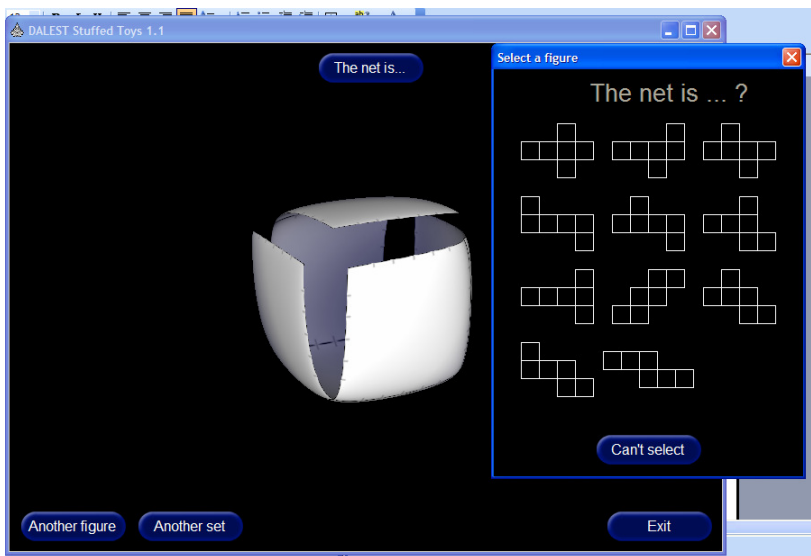 DALEST Stuffed Toys 1.1
The net is...
Select a figure
The net is ... ?
Can't select
Another figure
Another set
Exit